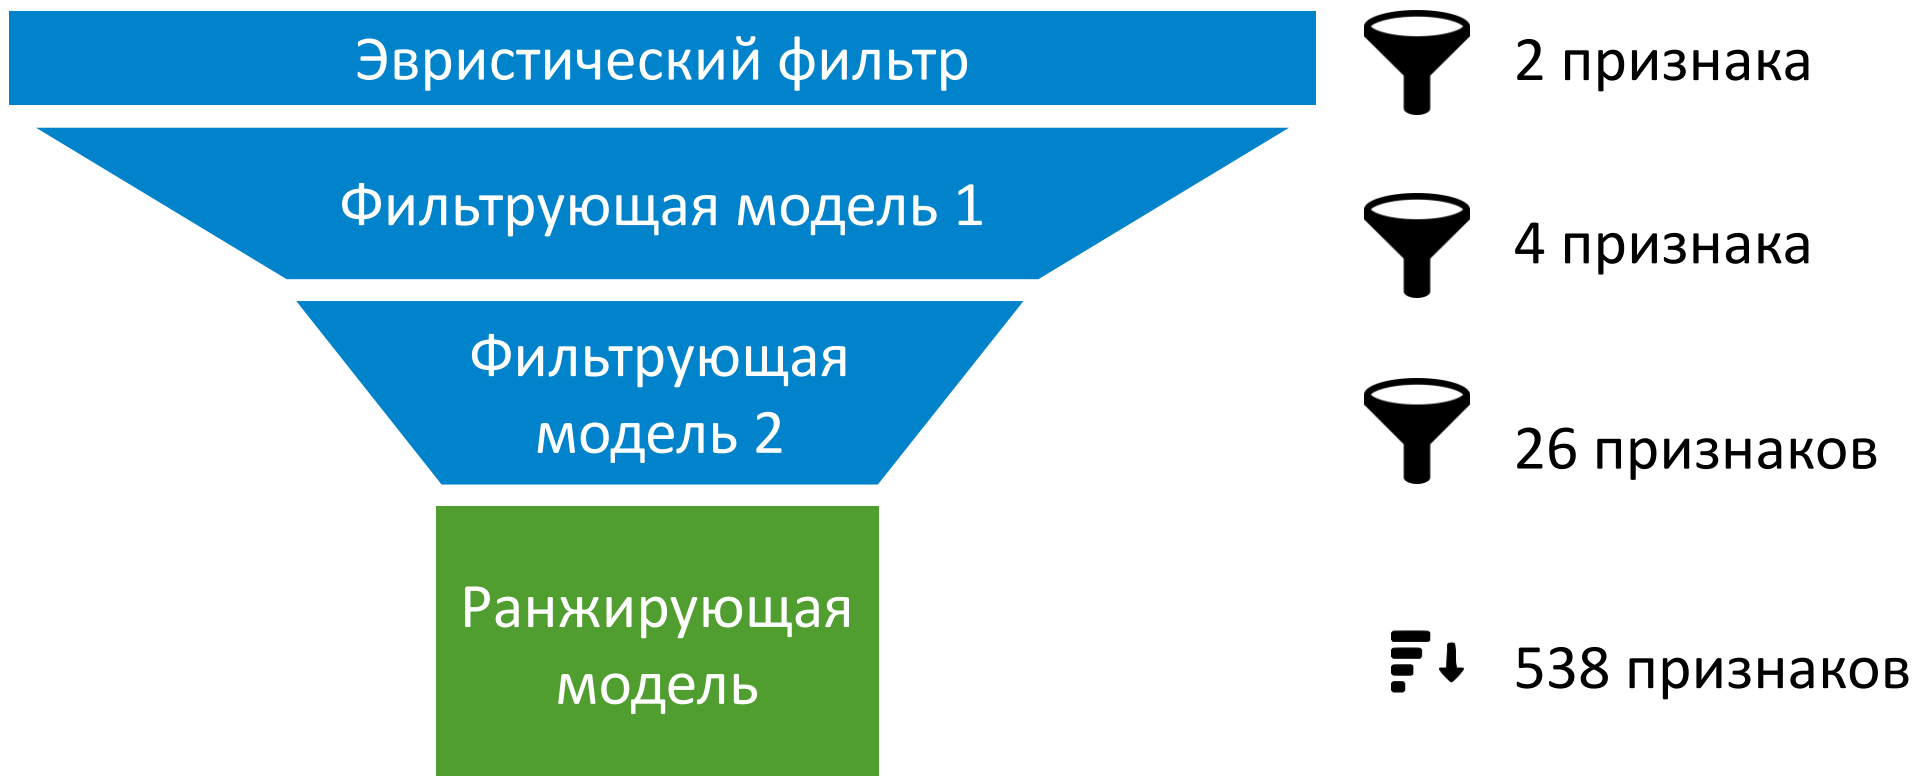 Эвристический фильтр
2 признака
Фильтрующая модель 1
4 признака
Фильтрующая
модель 2
26 признаков
Ранжирующая
модель
538 признаков